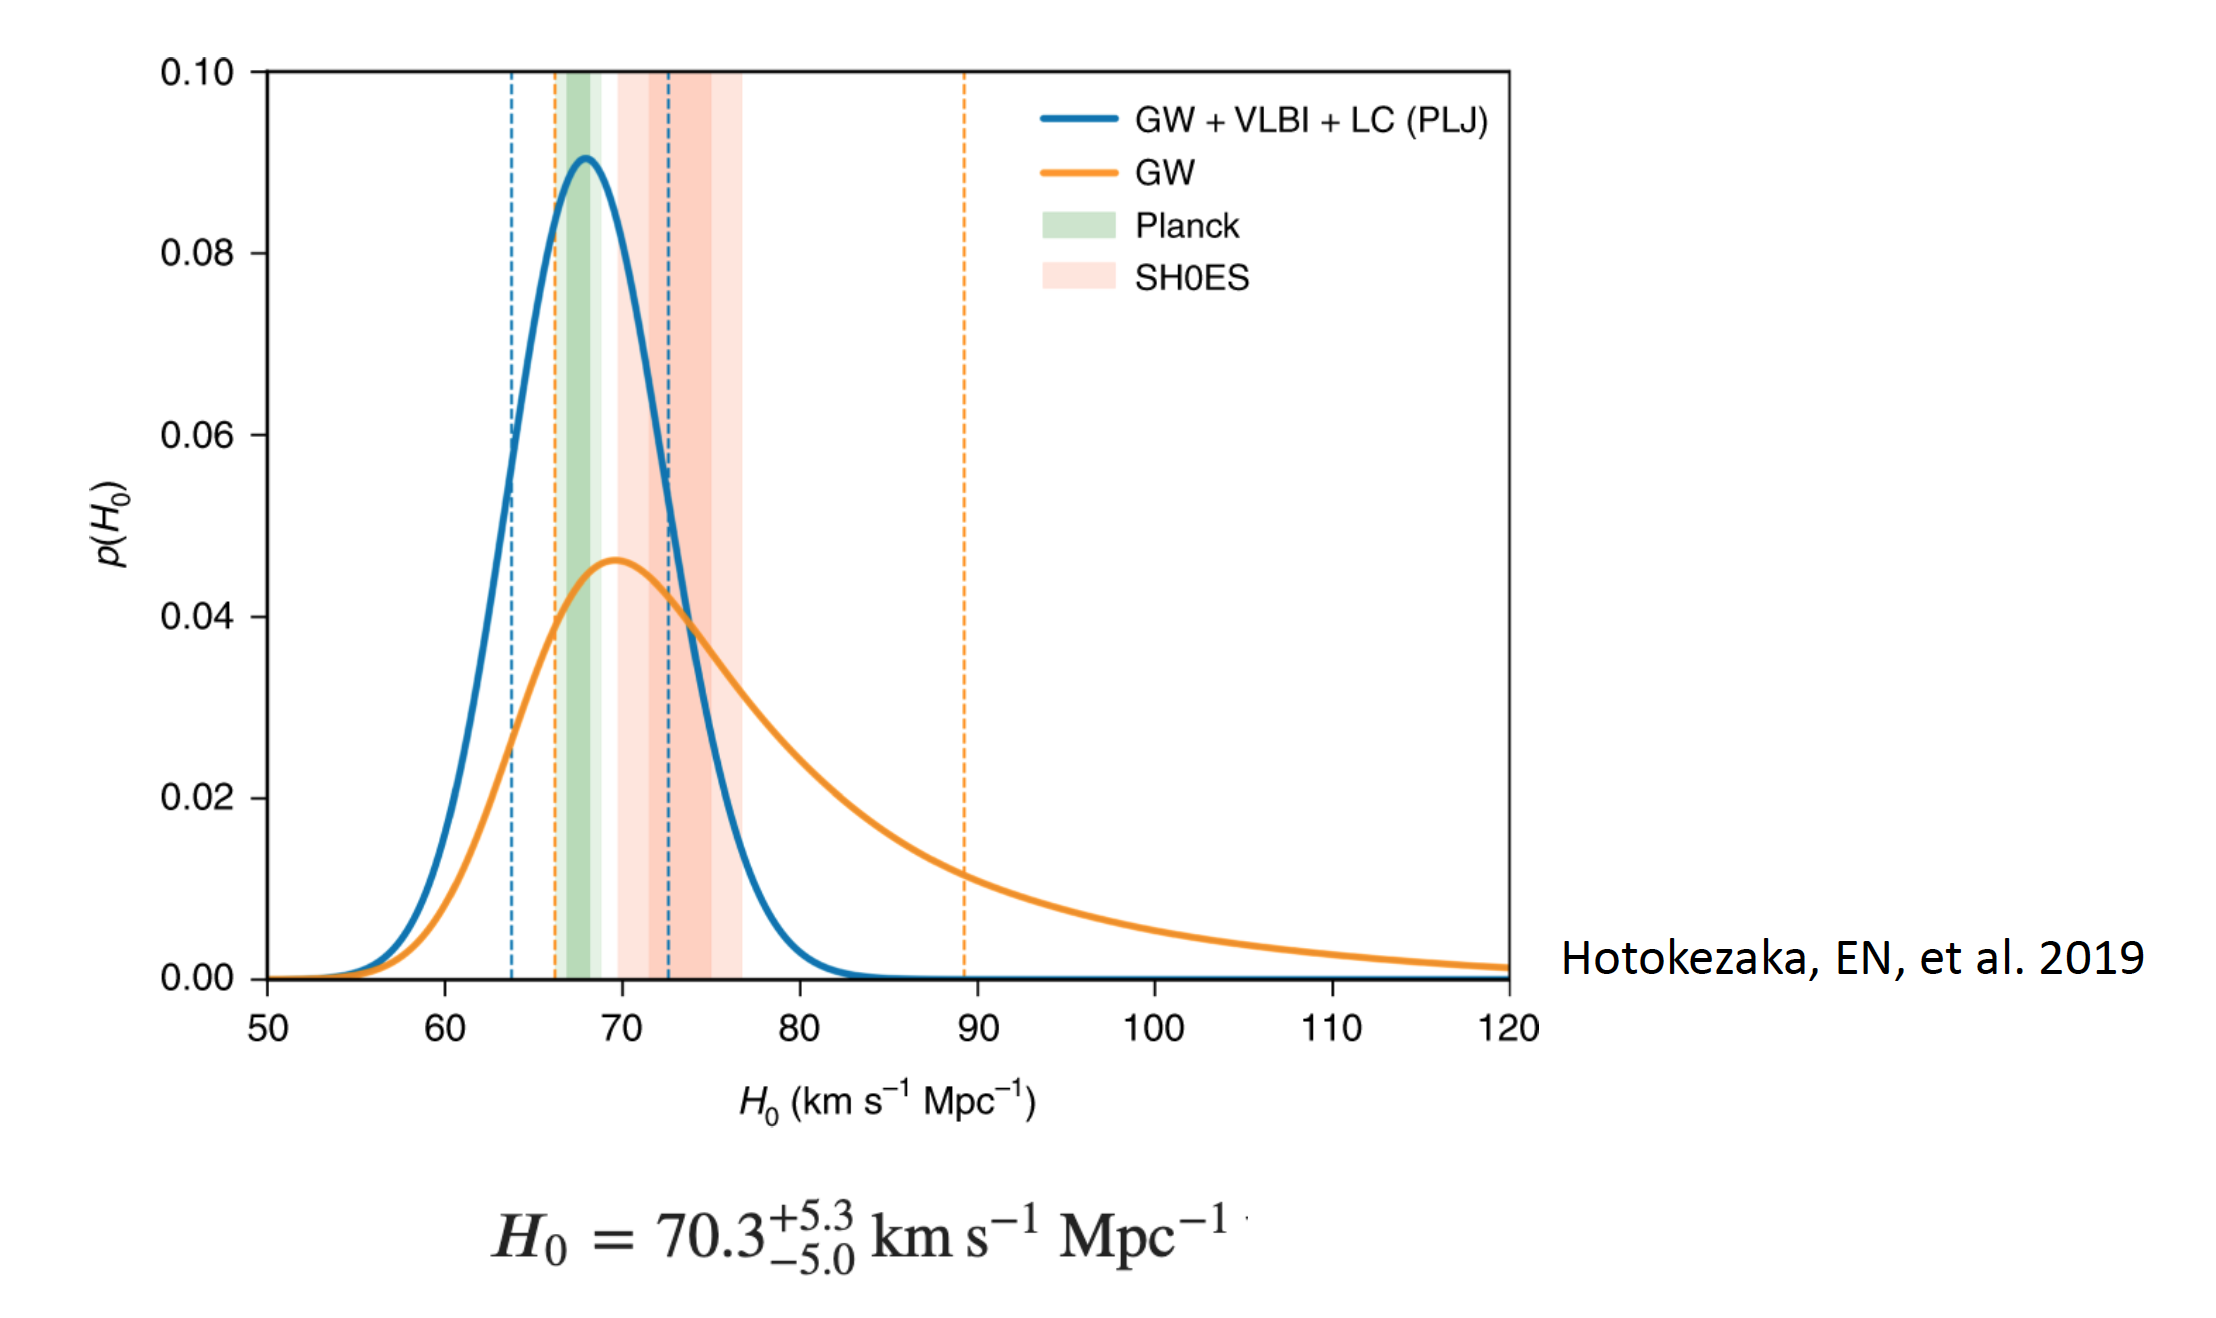 0.10
0.08
0.06
0.04
0.02
0.00
p(H₀)
GW + VLBI + LC (PLJ)
GW
Planck
SH0ES
50 60 70 80 90 100 110 120
H₀ (km s⁻¹ Mpc⁻¹)
Hotokezaka, EN, et al. 2019
H₀ = 70.3⁺⁵·³₋₅.₀ km s⁻¹ Mpc⁻¹